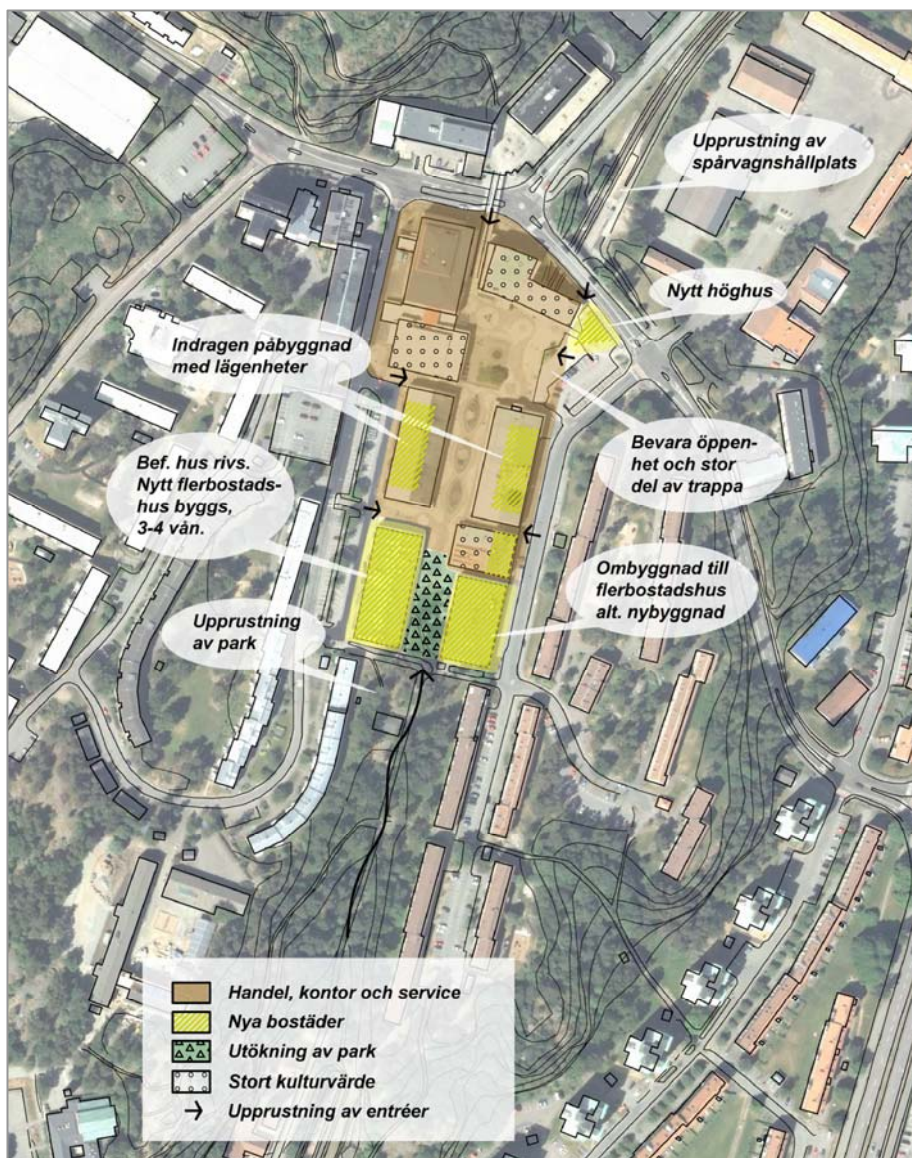 Upprustning av
spårvagnshållplats
Nytt höghus
Indragen påbyggnad
med lägenheter
Bevara öppen-
het och stor
del av trappa
Bef. hus rivs.
Nytt flerbostads-
hus byggs,
3-4 vån.
Ombyggnad till
flerbostadshus
alt. nybyggnad
Upprustning
av park
Handel, kontor och service
Nya bostäder
Utökning av park
Stort kulturvärde
Upprustning av entréer